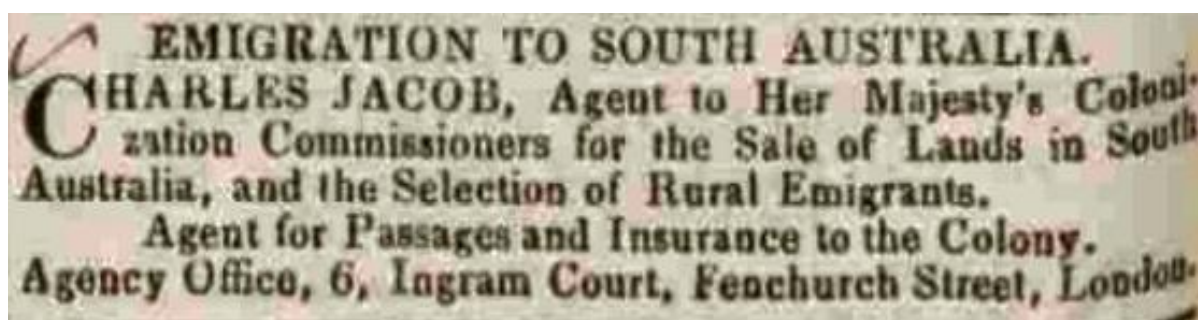 EMIGRATION TO SOUTH AUSTRALIA.
CHARLES JACOB, Agent to Her Majesty's Coloni-
zation Commissioners for the Sale of Lands in South
Australia, and the Selection of Rural Emigrants.
Agent for Passages and Insurance to the Colony.
Agency Office, 6, Ingram Court, Fenchurch Street, London.